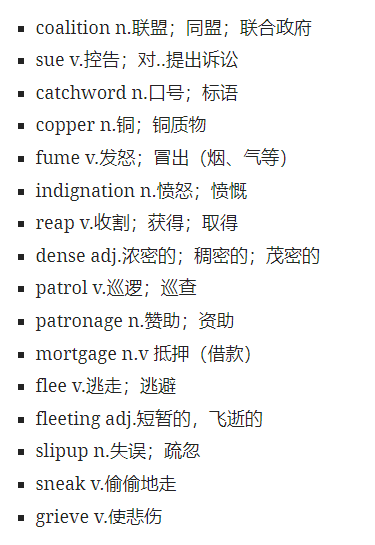 coalition n.联盟；同盟；联合政府
sue v.控告；对..提出诉讼
catchword n.口号；标语
copper n.铜；铜质物
fume v.发怒；冒出（烟、气等）
indignation n.愤怒；愤慨
reap v.收割；获得；取得
dense adj.浓密的；稠密的；茂密的
patrol v.巡逻；巡查
patronage n.赞助；资助
mortgage n.v 抵押（借款）
flee v.逃走；逃避
fleeting adj.短暂的，飞逝的
slipup n.失误；疏忽
sneak v.偷偷地走
grieve v.使悲伤